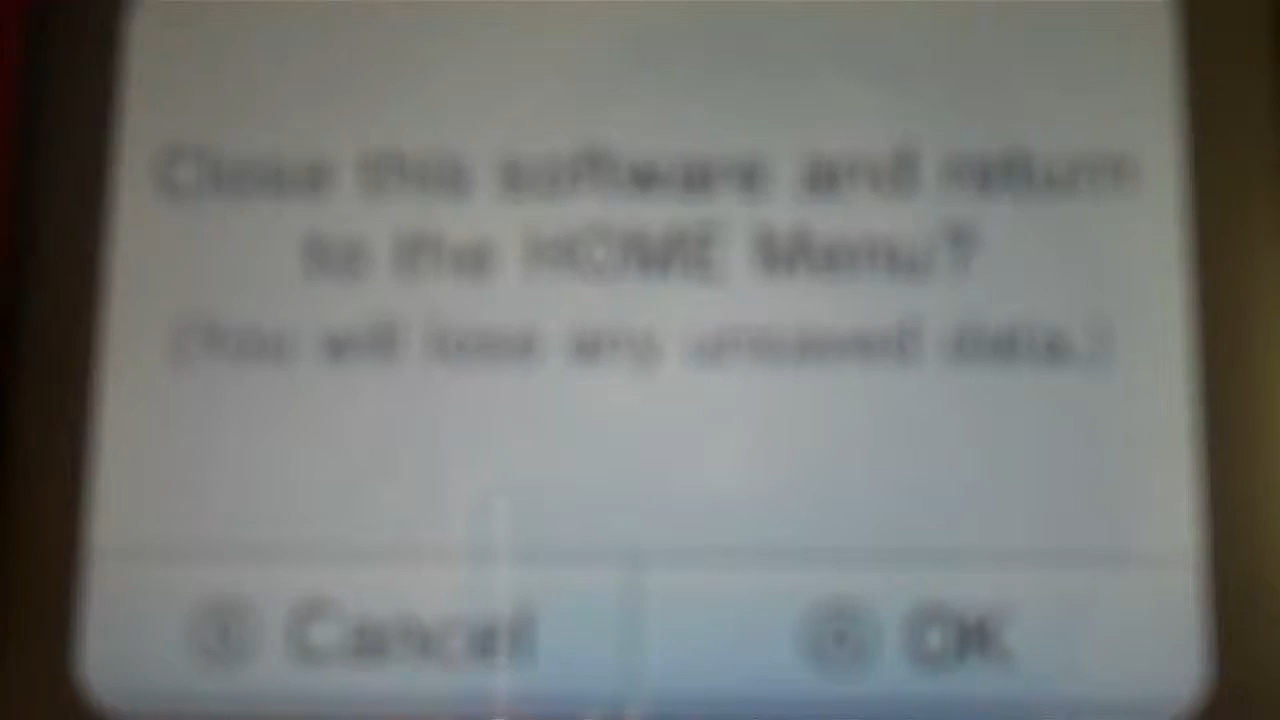 Close this software and return
to the HOME Menu?
(You will lose any unsaved data.)
Cancel
OK